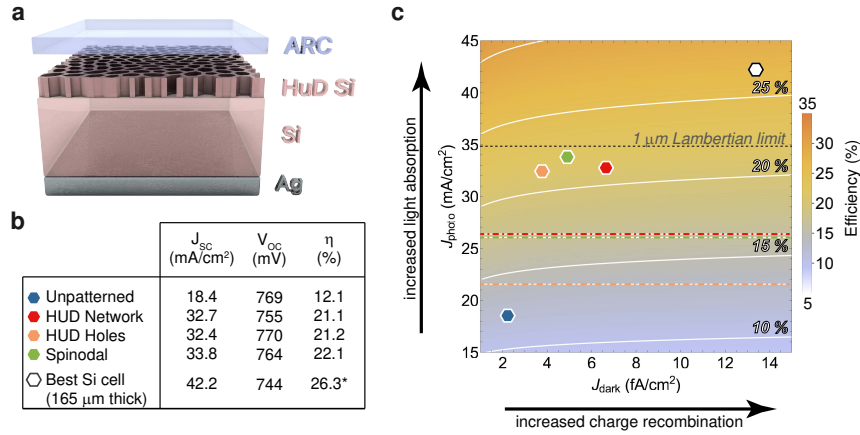 a
ARC
HuD Si
Si
Ag
b
J_SC (mA/cm²) V_OC (mV) η (%)
Unpatterned 18.4 769 12.1
HUD Network 32.7 755 21.1
HUD Holes 32.4 770 21.2
Spinodal 33.8 764 22.1
Best Si cell (165 μm thick) 42.2 744 26.3*
c
increased light absorption
J_photo (mA/cm²)
45
40
35
30
25
20
15
25 %
1 μm Lambertian limit
20 %
15 %
10 %
2 4 6 8 10 12 14
J_dark (fA/cm²)
increased charge recombination
35
30
25
20
15
10
5
Efficiency (%)